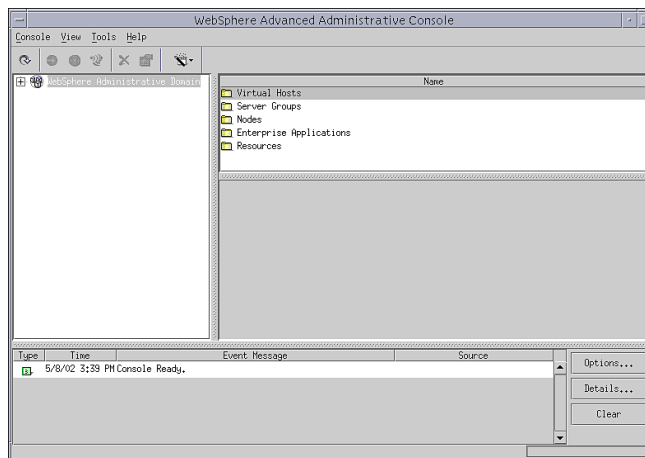 WebSphere Advanced Administrative Console
Console View Tools Help
WebSphere Administrative Domain
Name
Virtual Hosts
Server Groups
Nodes
Enterprise Applications
Resources
Type Time Event Message Source
5/8/02 3:39 PM Console Ready.
Options...
Details...
Clear